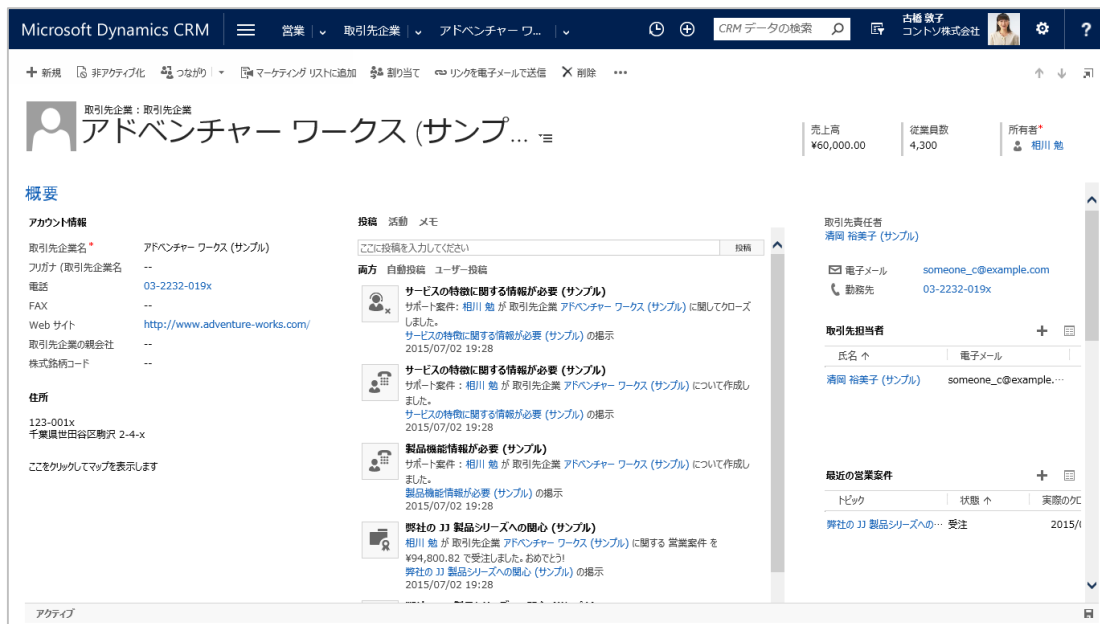 Microsoft Dynamics CRM 営業 取引先企業 アドベンチャー ワ... CRM データの検索 古橋 敦子
コントソ株式会社 ?
新規 非アクティブ化 つながり マーケティング リストに追加 割り当て リンクを電子メールで送信 削除 •••
取引先企業 : 取引先企業
アドベンチャー ワークス (サンプ...
売上高
¥60,000.00
従業員数
4,300
所有者*
相川 勉
概要
アカウント情報
取引先企業名* アドベンチャー ワークス (サンプル)
フリガナ (取引先企業名 --
電話 03-2232-019x
FAX --
Web サイト http://www.adventure-works.com/
取引先企業の親会社 --
株式銘柄コード --
住所
123-001x
千葉県世田谷区駒沢 2-4-x
ここをクリックしてマップを表示します
投稿 活動 メモ
ここに投稿を入力してください 投稿
両方 自動投稿 ユーザー投稿
サービスの特徴に関する情報が必要 (サンプル)
サポート案件 : 相川 勉 が 取引先企業 アドベンチャー ワークス (サンプル) に関してクローズ
しました。
サービスの特徴に関する情報が必要 (サンプル) の掲示
2015/07/02 19:28
サービスの特徴に関する情報が必要 (サンプル)
サポート案件 : 相川 勉 が 取引先企業 アドベンチャー ワークス (サンプル) について作成し
ました。
サービスの特徴に関する情報が必要 (サンプル) の掲示
2015/07/02 19:28
製品機能情報が必要 (サンプル)
サポート案件 : 相川 勉 が 取引先企業 アドベンチャー ワークス (サンプル) について作成し
ました。
製品機能情報が必要 (サンプル) の掲示
2015/07/02 19:28
弊社の JJ 製品シリーズへの関心 (サンプル)
相川 勉 が 取引先企業 アドベンチャー ワークス (サンプル) に関する 営業案件 を
¥94,800.82 で受注しました。おめでとう!
弊社の JJ 製品シリーズへの関心 (サンプル) の掲示
2015/07/02 19:28
取引先責任者
清岡 裕美子 (サンプル)
電子メール someone_c@example.com
勤務先 03-2232-019x
取引先担当者
氏名 ↑ 電子メール
清岡 裕美子 (サンプル) someone_c@example.…
最近の営業案件
トピック 状態 ↑ 実際のクロ
弊社の JJ 製品シリーズへの… 受注 2015/(
アクティブ